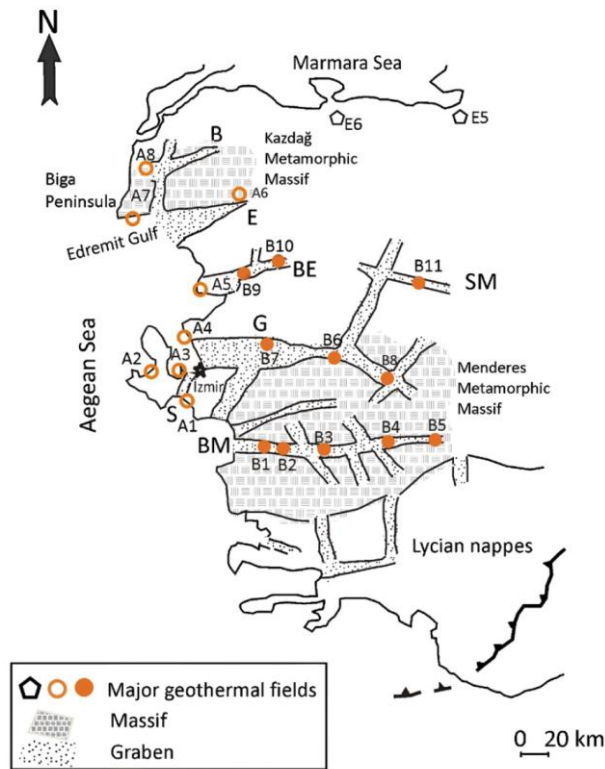 N
Marmara Sea
E6
E5
B
Kazdağ
Metamorphic
Massif
A8
Biga
Peninsula
A7
A6
E
Edremit Gulf
B10
BE
A5
B9
B11
SM
A4
G
B7
B6
Aegean Sea
A2
A3
İzmir
B8
Menderes
Metamorphic
Massif
S
A1
BM
B1
B2
B3
B4
B5
Lycian nappes
Major geothermal fields
Massif
Graben
0 20 km